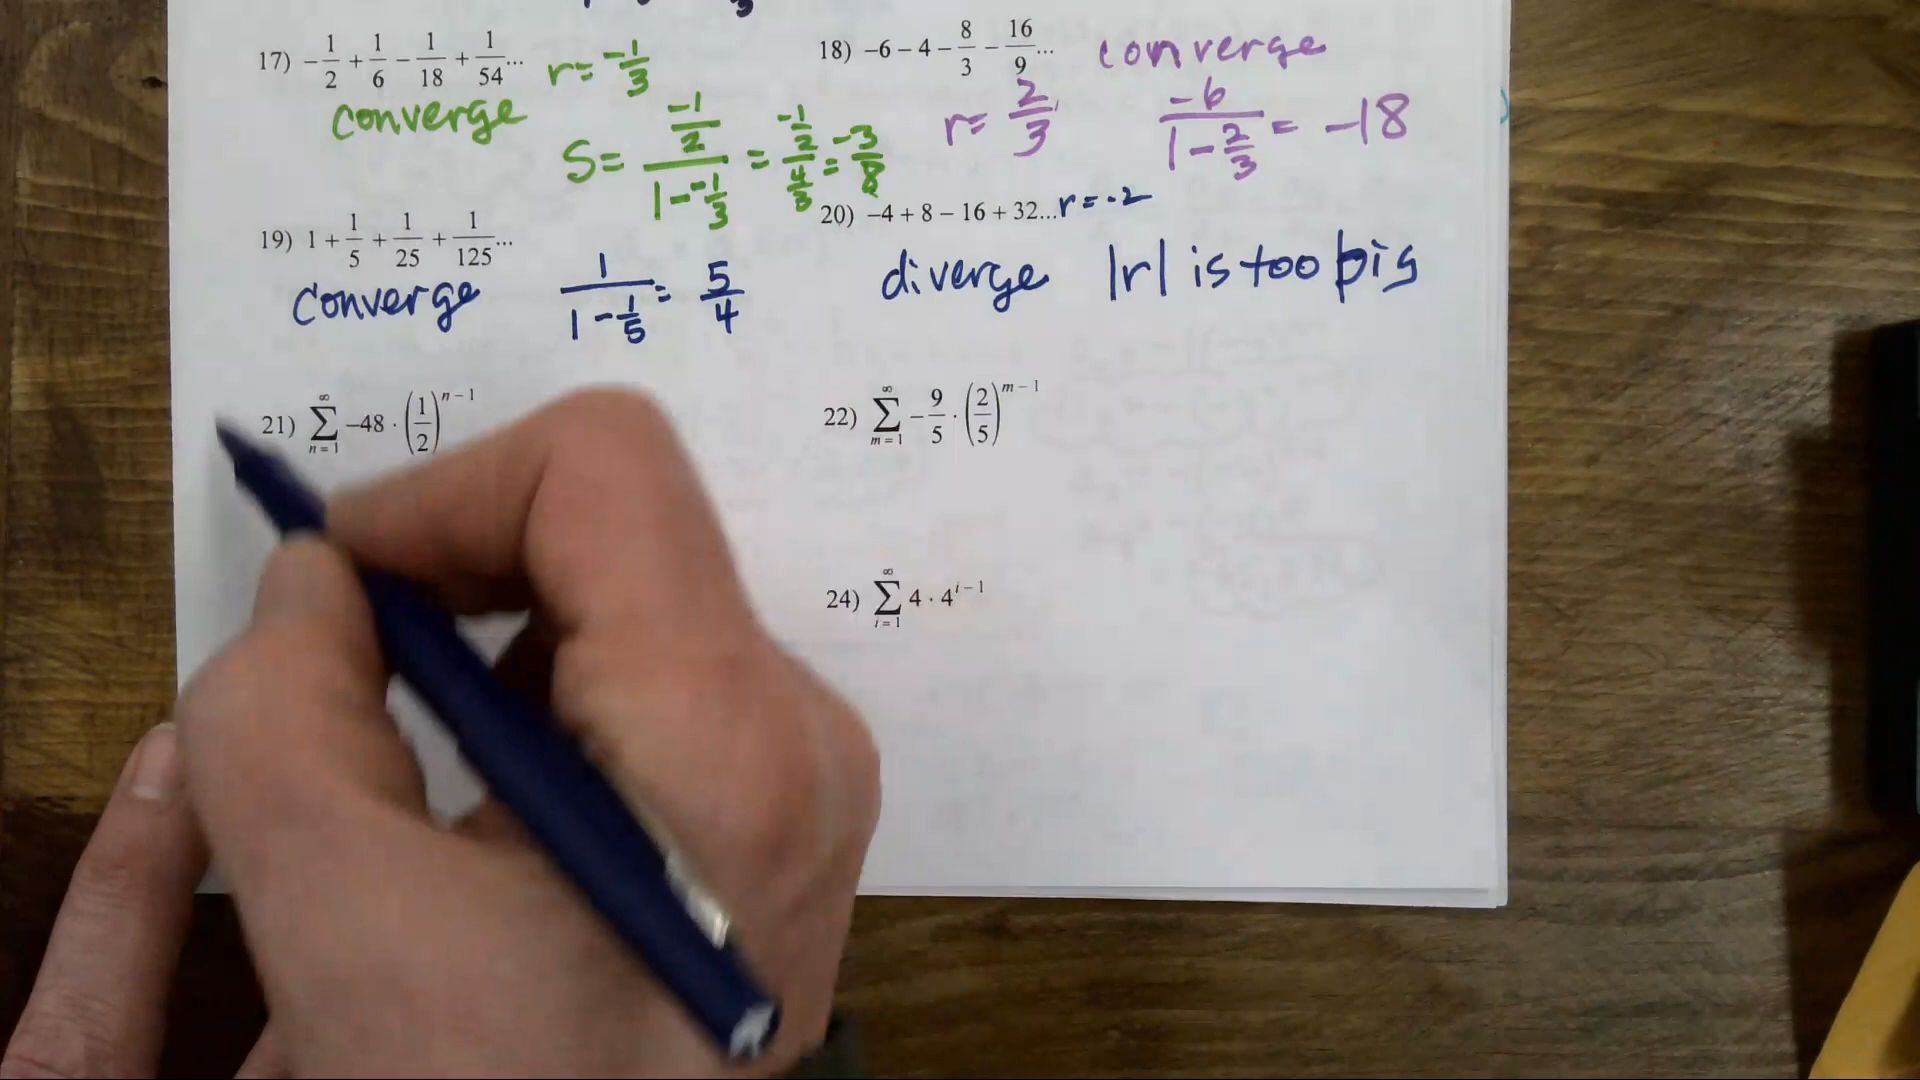 17) -1/2 + 1/6 - 1/18 + 1/54... r = -1/3
converge
S = (-1/2)/(1 - -1/3) = (-1/2)/(4/3) = -3/8
18) -6 - 4 - 8/3 - 16/9... converge
r = 2/3 -6/(1 - 2/3) = -18
19) 1 + 1/5 + 1/25 + 1/125...
converge 1/(1 - 1/5) = 5/4
20) -4 + 8 - 16 + 32... r = -2
diverge |r| is too big
21) ∑_{n=1}^{∞} -48 · (1/2)^{n-1}
22) ∑_{m=1}^{∞} -9/5 · (2/5)^{m-1}
24) ∑_{i=1}^{∞} 4 · 4^{i-1}